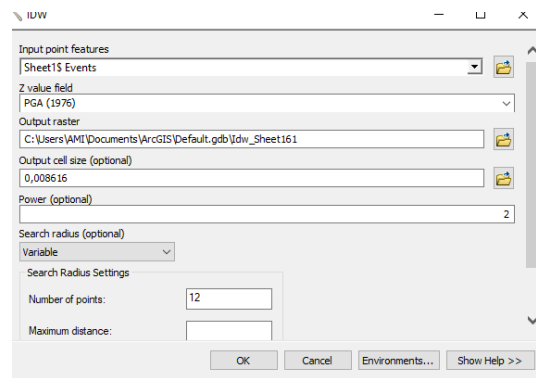 IDW
Input point features
Sheet1$ Events
Z value field
PGA (1976)
Output raster
C:\Users\AMI\Documents\ArcGIS\Default.gdb\Idw_Sheet161
Output cell size (optional)
0,008616
Power (optional)
2
Search radius (optional)
Variable
Search Radius Settings
Number of points: 12
Maximum distance:
OK Cancel Environments... Show Help >>